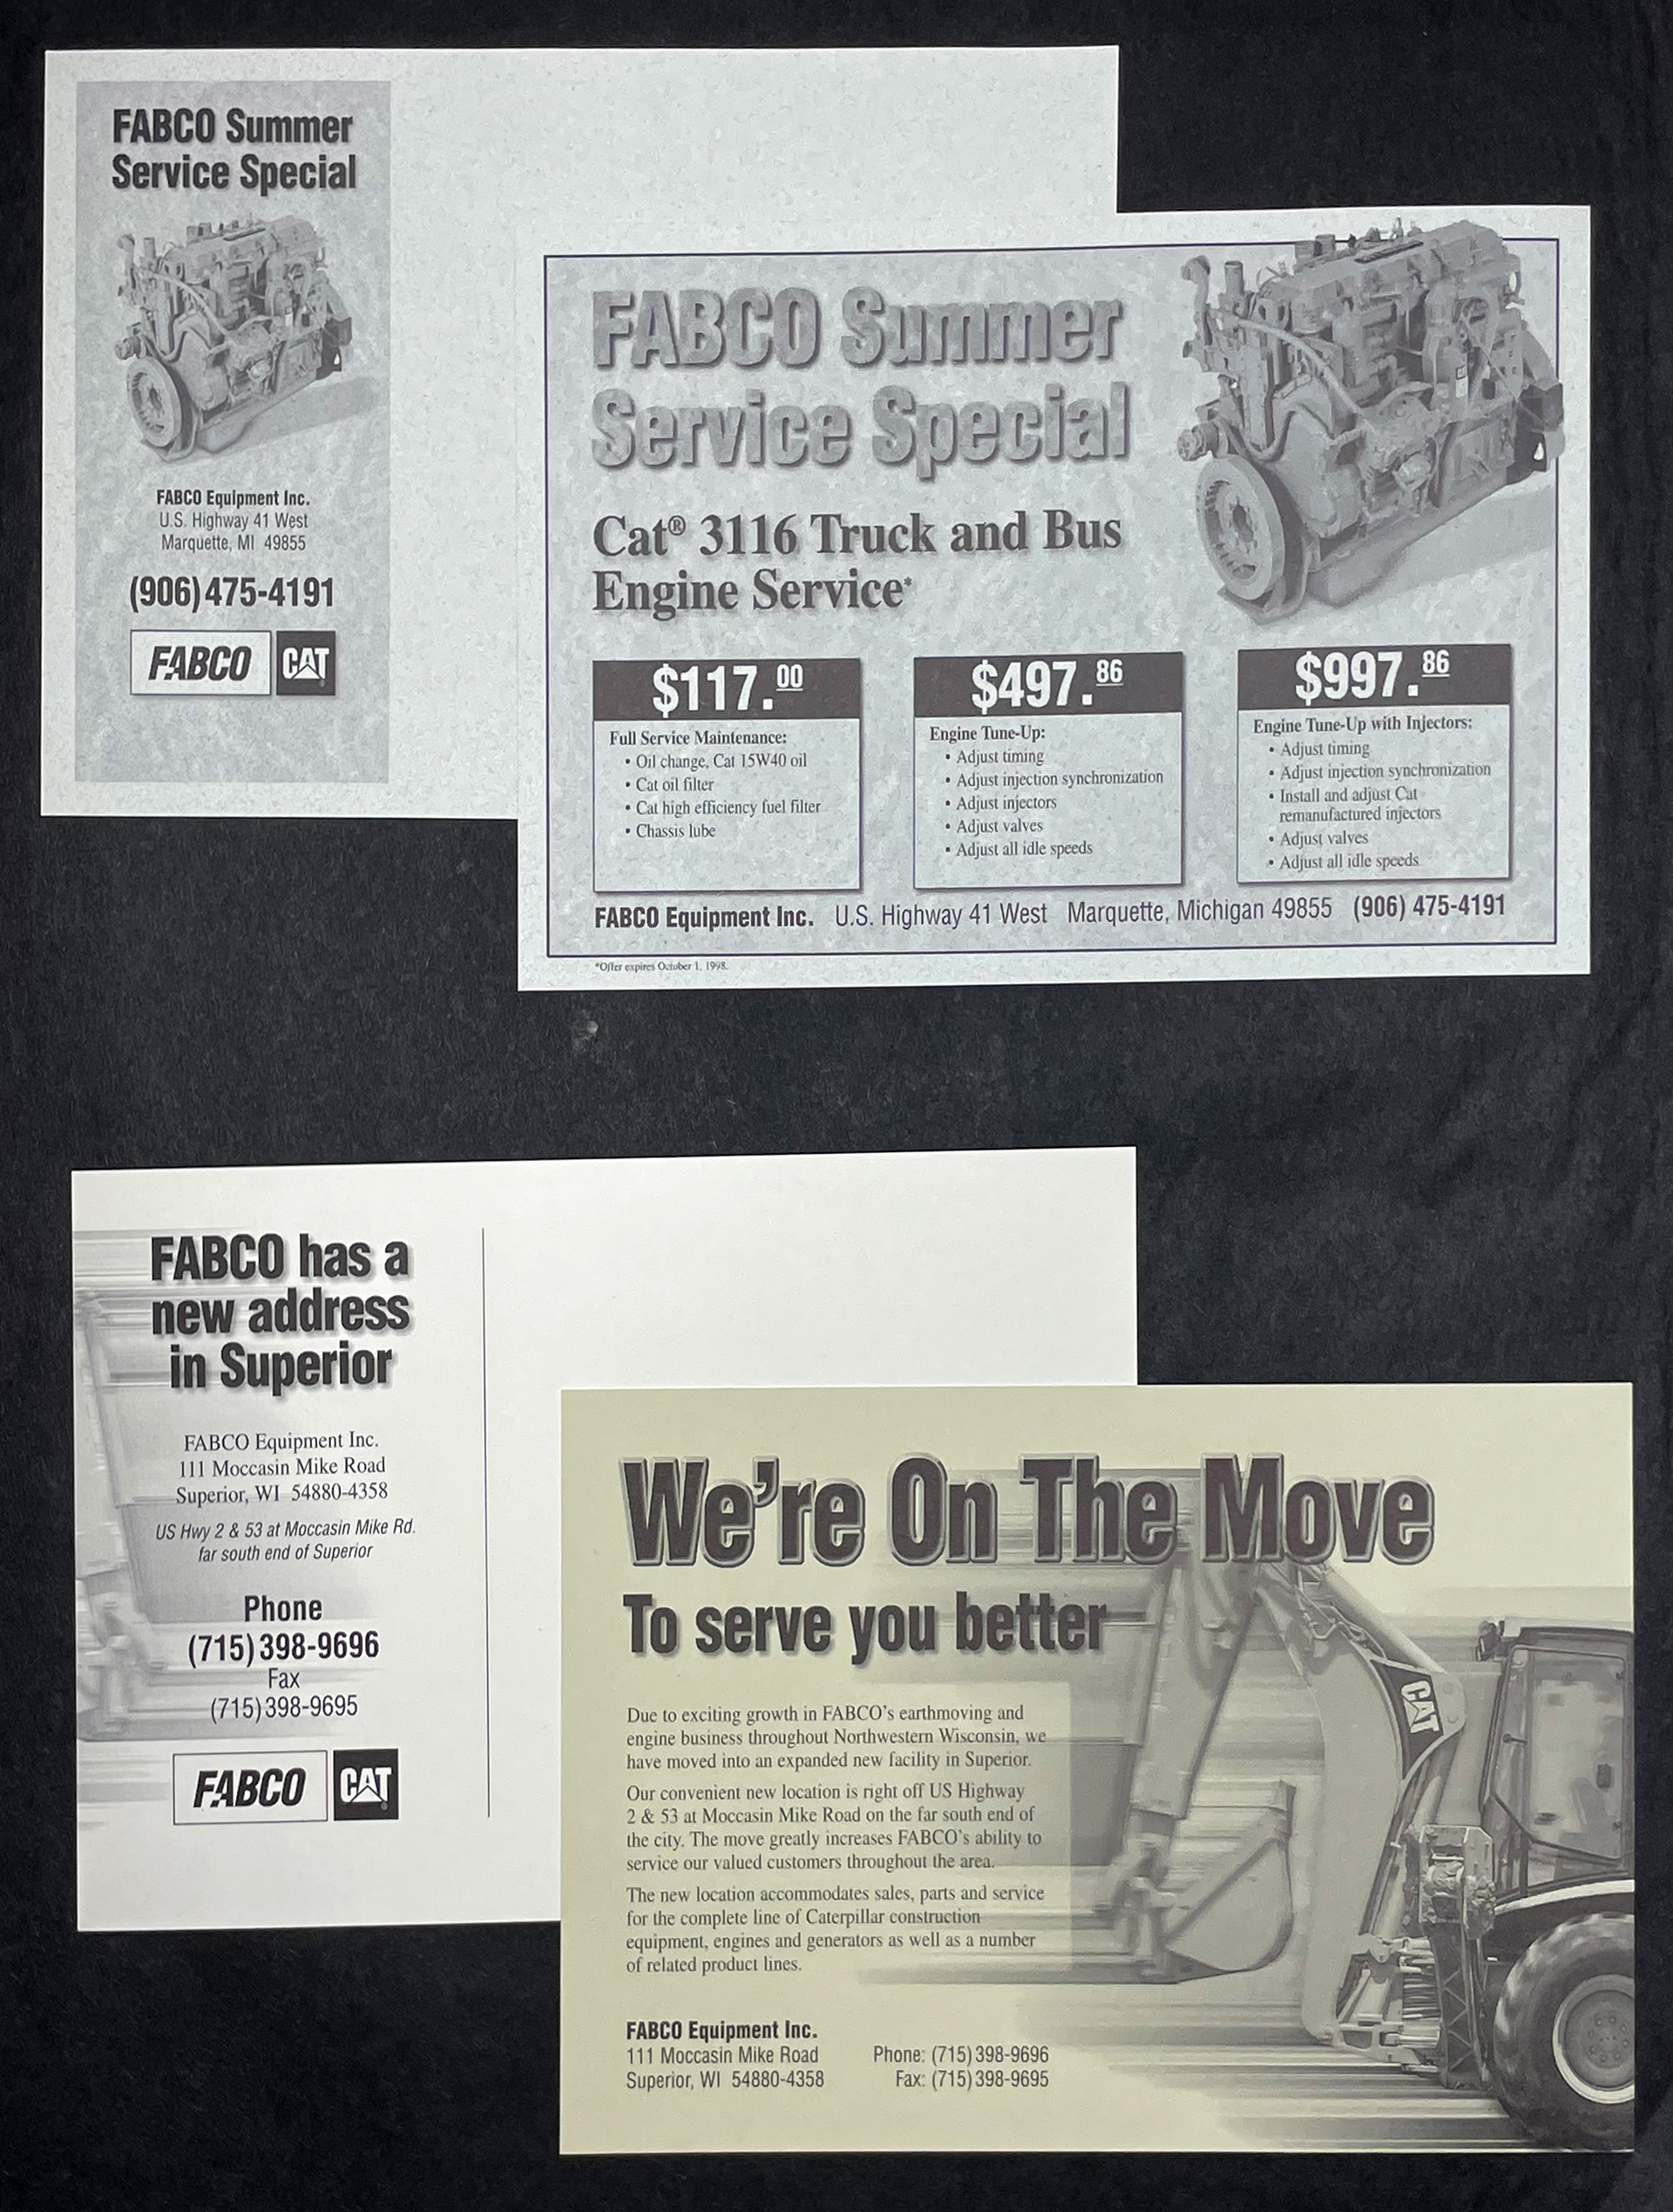 FABCO Summer
Service Special
FABCO Equipment Inc.
U.S. Highway 41 West
Marquette, MI 49855
(906) 475-4191
FABCO CAT
FABCO Summer
Service Special
Cat® 3116 Truck and Bus
Engine Service*
$117.00
Full Service Maintenance:
• Oil change, Cat 15W40 oil
• Cat oil filter
• Cat high efficiency fuel filter
• Chassis lube
$497.86
Engine Tune-Up:
• Adjust timing
• Adjust injection synchronization
• Adjust injectors
• Adjust valves
• Adjust all idle speeds
$997.86
Engine Tune-Up with Injectors:
• Adjust timing
• Adjust injection synchronization
• Install and adjust Cat
remanufactured injectors
• Adjust valves
• Adjust all idle speeds
FABCO Equipment Inc. U.S. Highway 41 West Marquette, Michigan 49855 (906) 475-4191
*Offer expires October 1, 1998.
FABCO has a
new address
in Superior
FABCO Equipment Inc.
111 Moccasin Mike Road
Superior, WI 54880-4358
US Hwy 2 & 53 at Moccasin Mike Rd.
far south end of Superior
Phone
(715) 398-9696
Fax
(715) 398-9695
FABCO CAT
We're On The Move
To serve you better
CAT
Due to exciting growth in FABCO's earthmoving and
engine business throughout Northwestern Wisconsin, we
have moved into an expanded new facility in Superior.
Our convenient new location is right off US Highway
2 & 53 at Moccasin Mike Road on the far south end of
the city. The move greatly increases FABCO's ability to
service our valued customers throughout the area.
The new location accommodates sales, parts and service
for the complete line of Caterpillar construction
equipment, engines and generators as well as a number
of related product lines.
FABCO Equipment Inc.
111 Moccasin Mike Road Phone: (715) 398-9696
Superior, WI 54880-4358 Fax: (715) 398-9695